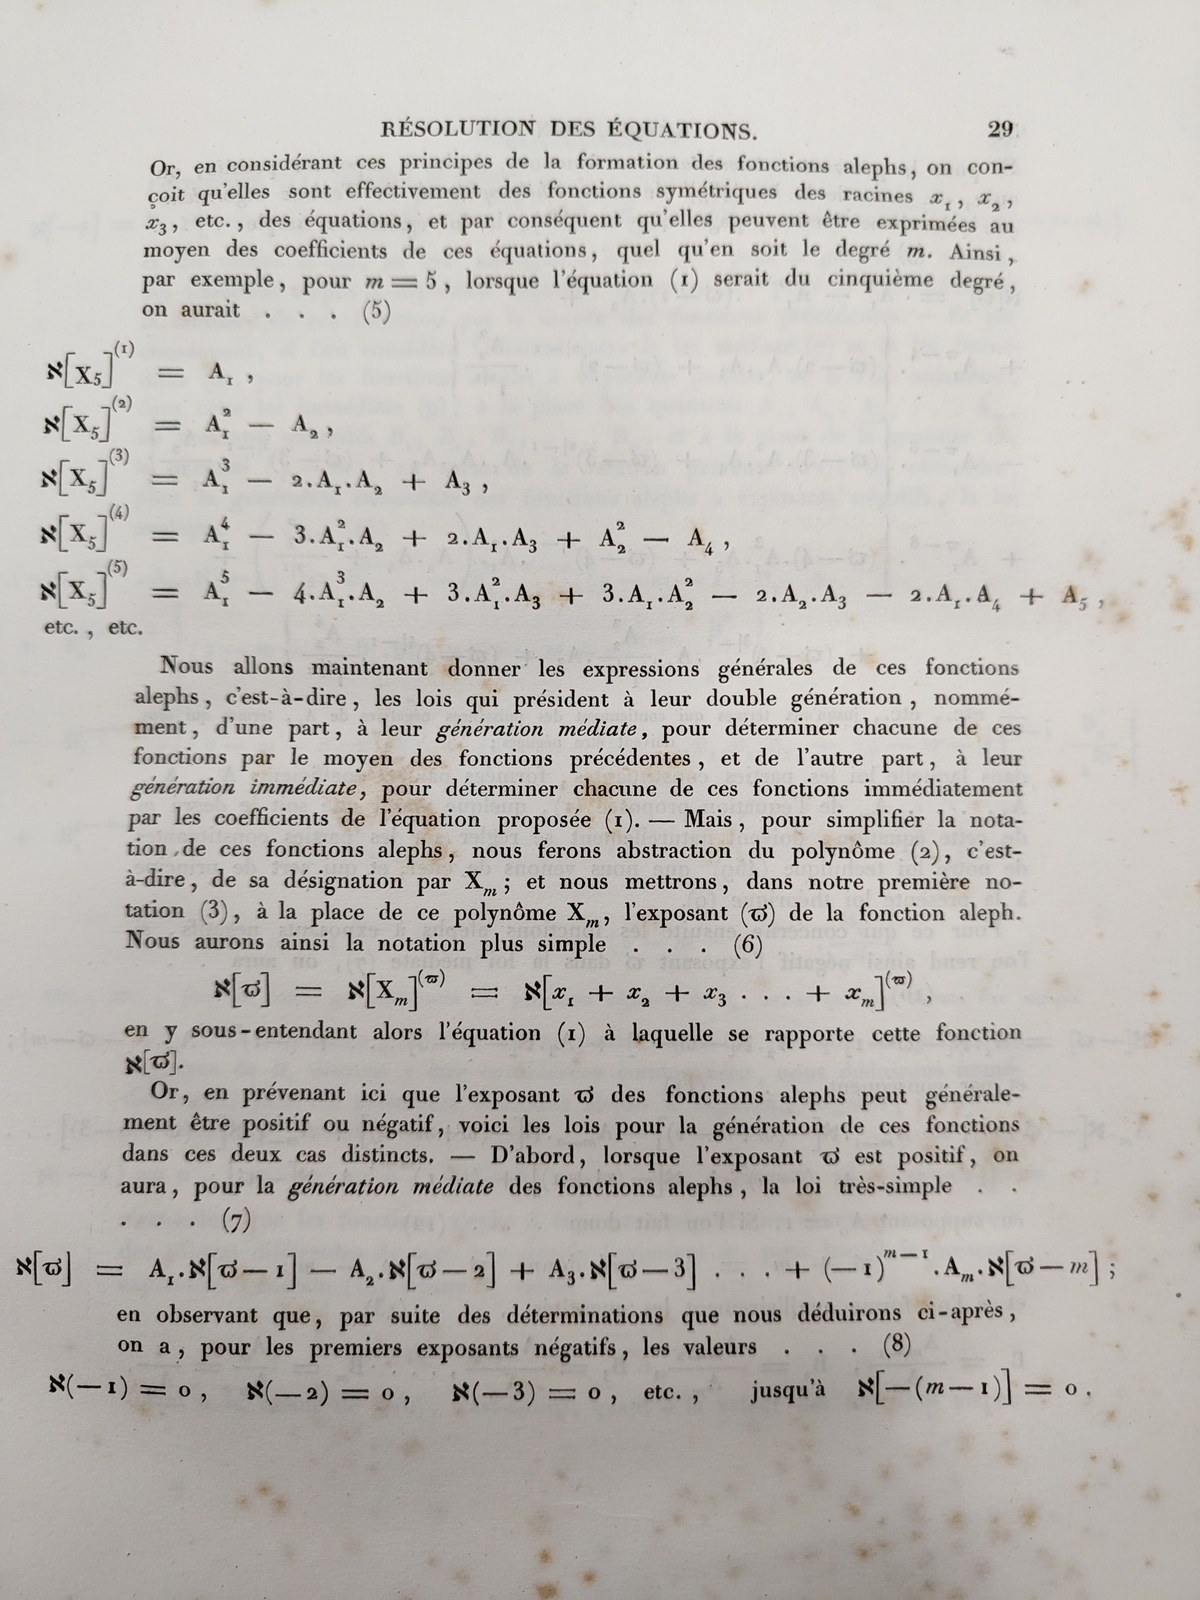 RÉSOLUTION DES ÉQUATIONS. 29
Or, en considérant ces principes de la formation des fonctions alephs, on con-
çoit qu'elles sont effectivement des fonctions symétriques des racines x₁, x₂,
x₃, etc., des équations, et par conséquent qu'elles peuvent être exprimées au
moyen des coefficients de ces équations, quel qu'en soit le degré m. Ainsi,
par exemple, pour m = 5, lorsque l'équation (1) serait du cinquième degré,
on aurait . . . (5)
ℵ[X₅]⁽¹⁾ = A₁,
ℵ[X₅]⁽²⁾ = A₁² — A₂,
ℵ[X₅]⁽³⁾ = A₁³ — 2.A₁.A₂ + A₃,
ℵ[X₅]⁽⁴⁾ = A₁⁴ — 3.A₁².A₂ + 2.A₁.A₃ + A₂² — A₄,
ℵ[X₅]⁽⁵⁾ = A₁⁵ — 4.A₁³.A₂ + 3.A₁².A₃ + 3.A₁.A₂² — 2.A₂.A₃ — 2.A₁.A₄ + A₅,
etc., etc.
Nous allons maintenant donner les expressions générales de ces fonctions
alephs, c'est-à-dire, les lois qui président à leur double génération, nommé-
ment, d'une part, à leur génération médiate, pour déterminer chacune de ces
fonctions par le moyen des fonctions précédentes, et de l'autre part, à leur
génération immédiate, pour déterminer chacune de ces fonctions immédiatement
par les coefficients de l'équation proposée (1). — Mais, pour simplifier la nota-
tion de ces fonctions alephs, nous ferons abstraction du polynôme (2), c'est-
à-dire, de sa désignation par Xₘ; et nous mettrons, dans notre première no-
tation (3), à la place de ce polynôme Xₘ, l'exposant (ϖ) de la fonction aleph.
Nous aurons ainsi la notation plus simple . . . (6)
ℵ[ϖ] = ℵ[Xₘ]^(ϖ) = ℵ[x₁ + x₂ + x₃ . . . + xₘ]^(ϖ),
en y sous-entendant alors l'équation (1) à laquelle se rapporte cette fonction
ℵ[ϖ].
Or, en prévenant ici que l'exposant ϖ des fonctions alephs peut générale-
ment être positif ou négatif, voici les lois pour la génération de ces fonctions
dans ces deux cas distincts. — D'abord, lorsque l'exposant ϖ est positif, on
aura, pour la génération médiate des fonctions alephs, la loi très-simple . .
. . . (7)
ℵ[ϖ] = A₁.ℵ[ϖ—1] — A₂.ℵ[ϖ—2] + A₃.ℵ[ϖ—3] . . . + (—1)^(m—1).Aₘ.ℵ[ϖ—m];
en observant que, par suite des déterminations que nous déduirons ci-après,
on a, pour les premiers exposants négatifs, les valeurs . . . (8)
ℵ(—1) = 0, ℵ(—2) = 0, ℵ(—3) = 0, etc., jusqu'à ℵ[—(m—1)] = 0.